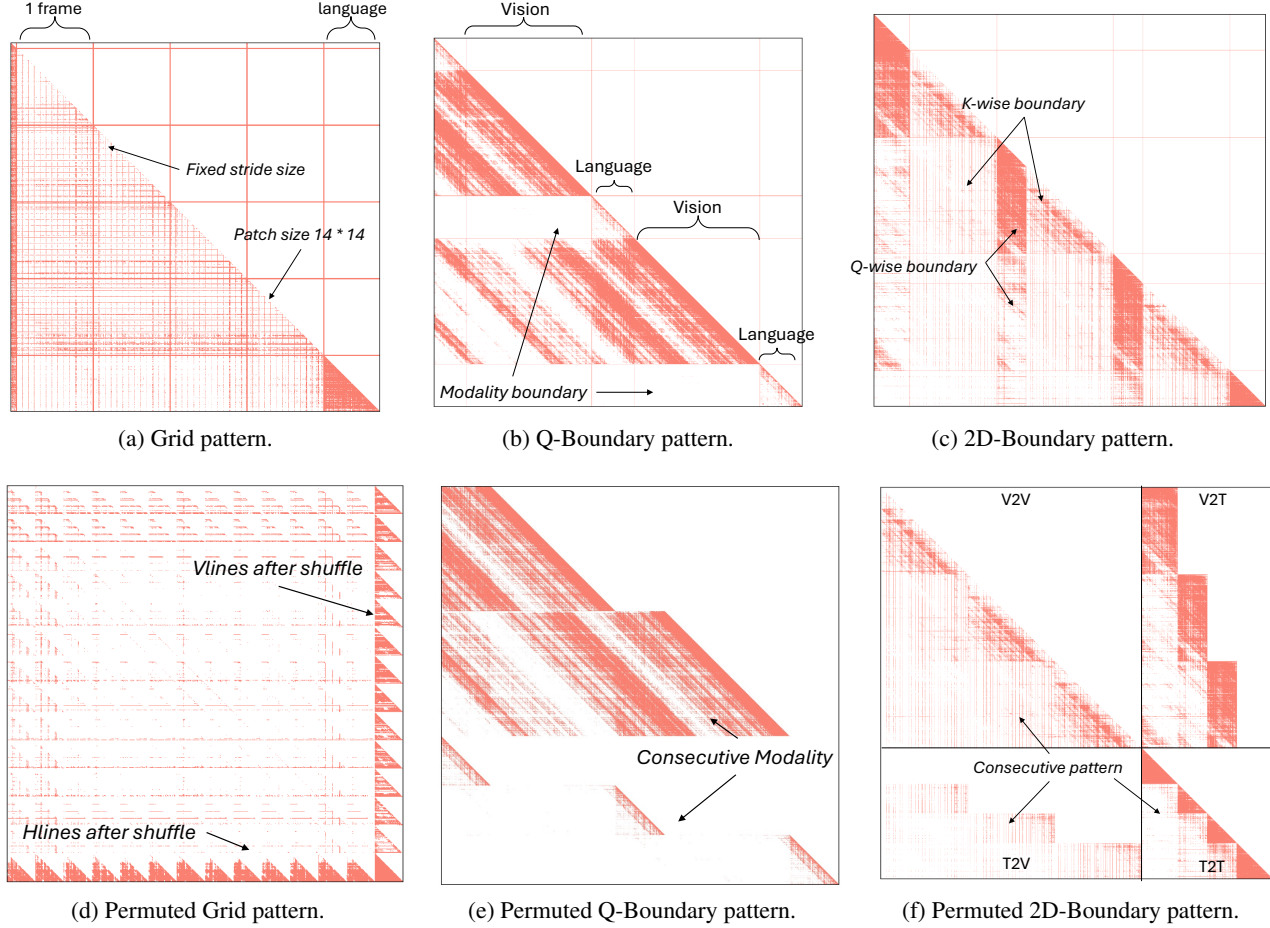 1 frame
language
Fixed stride size
Patch size 14 * 14
(a) Grid pattern.
Vision
Language
Vision
Language
Modality boundary
(b) Q-Boundary pattern.
K-wise boundary
Q-wise boundary
(c) 2D-Boundary pattern.
Vlines after shuffle
Hlines after shuffle
(d) Permuted Grid pattern.
Consecutive Modality
(e) Permuted Q-Boundary pattern.
V2V
V2T
Consecutive pattern
T2V
T2T
(f) Permuted 2D-Boundary pattern.